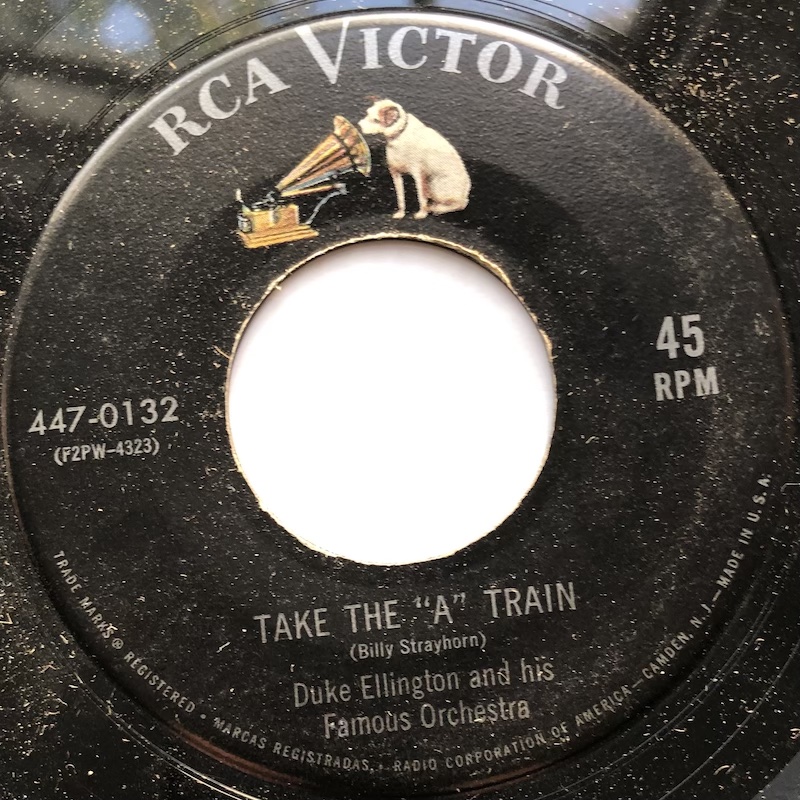 RCA VICTOR
45
RPM
447-0132
(F2PW-4323)
TAKE THE “A” TRAIN
(Billy Strayhorn)
Duke Ellington and his
Famous Orchestra
TRADE MARKS ® REGISTERED • MARCAS REGISTRADAS. • RADIO CORPORATION OF AMERICA—CAMDEN, N. J.—MADE IN U. S. A.